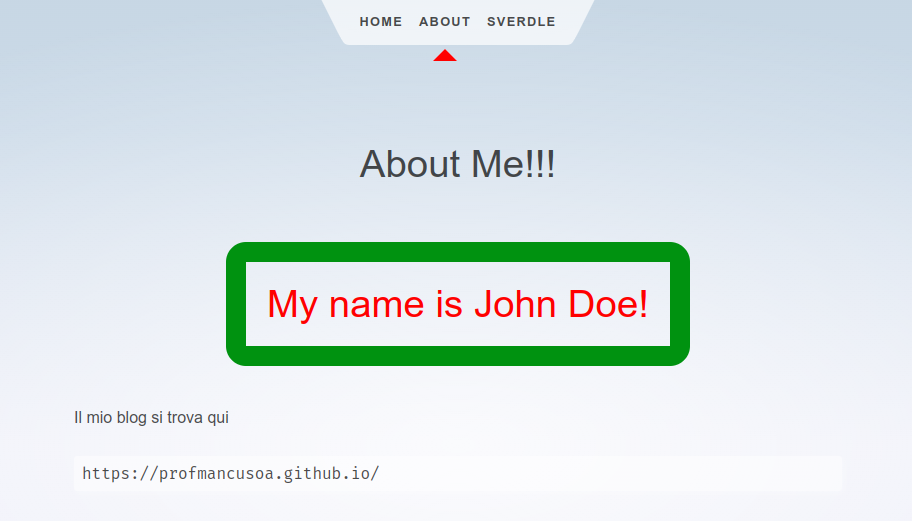 HOME ABOUT SVERDLE
About Me!!!
My name is John Doe!
Il mio blog si trova qui
https://profmancusoa.github.io/